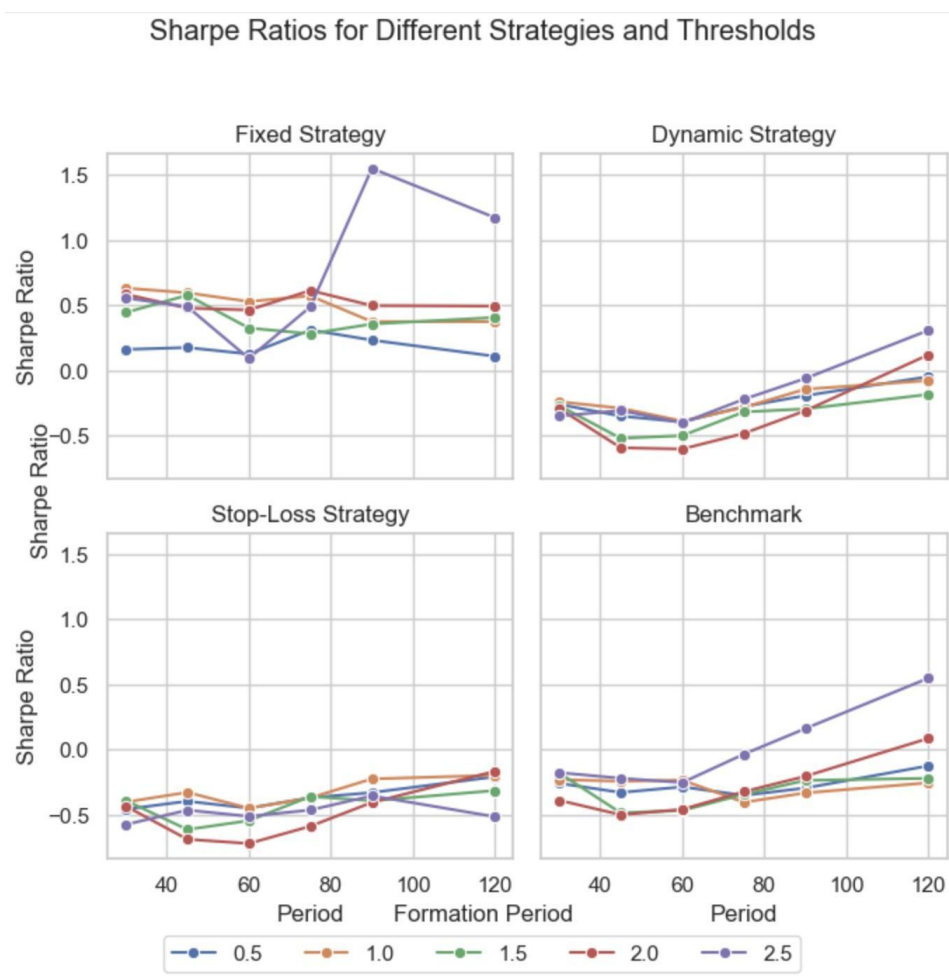 Sharpe Ratios for Different Strategies and Thresholds
Fixed Strategy
Dynamic Strategy
1.5
1.0
0.5
0.0
−0.5
Sharpe Ratio
Sharpe Ratio
Stop-Loss Strategy
Benchmark
1.5
1.0
0.5
0.0
−0.5
Sharpe Ratio
40 60 80 100 120
40 60 80 100 120
Period
Formation Period
Period
0.5 1.0 1.5 2.0 2.5